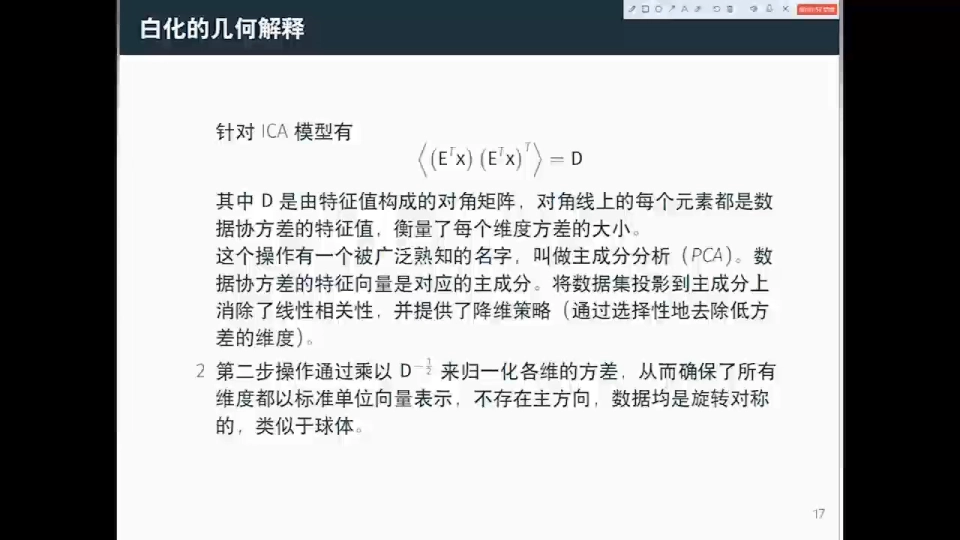 白化的几何解释
针对 ICA 模型有
⟨(E^T x) (E^T x)^T⟩ = D
其中 D 是由特征值构成的对角矩阵，对角线上的每个元素都是数
据协方差的特征值，衡量了每个维度方差的大小。
这个操作有一个被广泛熟知的名字，叫做主成分分析（PCA）。数
据协方差的特征向量是对应的主成分。将数据集投影到主成分上
消除了线性相关性，并提供了降维策略（通过选择性地去除低方
差的维度）。
2 第二步操作通过乘以 D^{-1/2} 来归一化各维的方差，从而确保了所有
维度都以标准单位向量表示，不存在主方向，数据均是旋转对称
的，类似于球体。
17